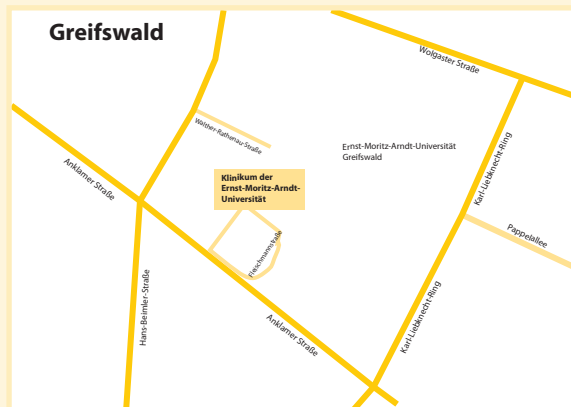 Greifswald
Wolgaster Straße
Walther-Rathenau-Straße
Ernst-Moritz-Arndt-Universität
Greifswald
Karl-Liebknecht-Ring
Anklamer Straße
Klinikum der
Ernst-Moritz-Arndt-
Universität
Pappelallee
Fleischmannstraße
Hans-Beimler-Straße
Karl-Liebknecht-Ring
Anklamer Straße